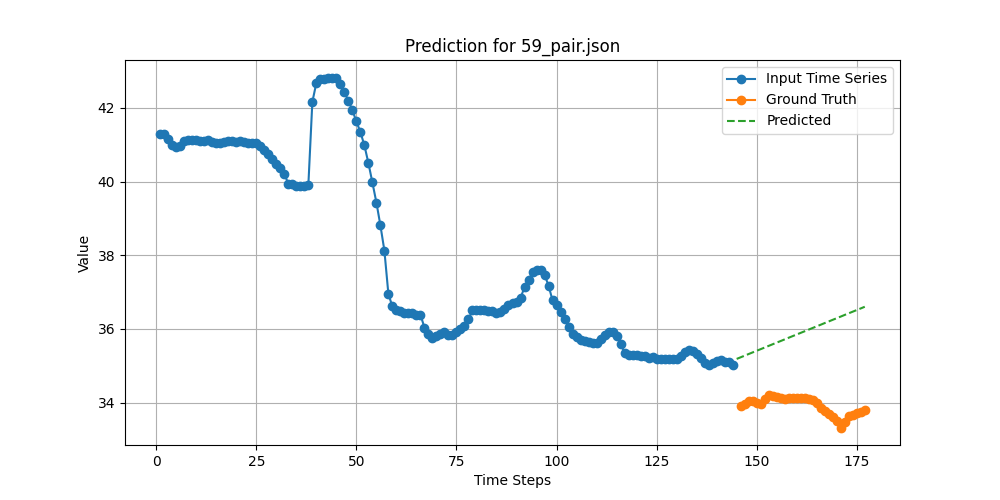 Prediction for 59_pair.json
Input Time Series
Ground Truth
Predicted
Value
42
40
38
36
34
0 25 50 75 100 125 150 175
Time Steps